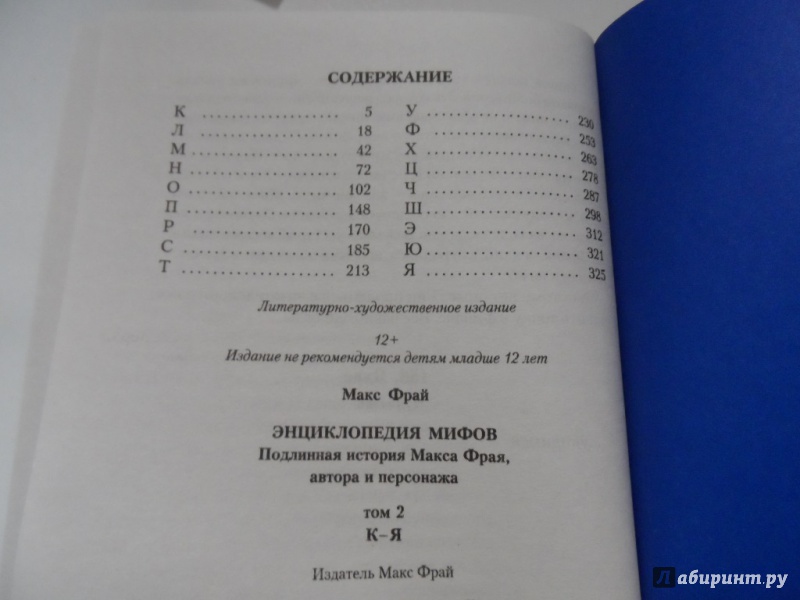 СОДЕРЖАНИЕ
К . . . . . . . . . . . . . . . . . . . 5
Л . . . . . . . . . . . . . . . . . . . 18
М . . . . . . . . . . . . . . . . . . . 42
Н . . . . . . . . . . . . . . . . . . . 72
О . . . . . . . . . . . . . . . . . . . 102
П . . . . . . . . . . . . . . . . . . . 148
Р . . . . . . . . . . . . . . . . . . . 170
С . . . . . . . . . . . . . . . . . . . 185
Т . . . . . . . . . . . . . . . . . . . 213
У . . . . . . . . . . . . . . . . . . . 230
Ф . . . . . . . . . . . . . . . . . . . 253
Х . . . . . . . . . . . . . . . . . . . 263
Ц . . . . . . . . . . . . . . . . . . . 278
Ч . . . . . . . . . . . . . . . . . . . 287
Ш . . . . . . . . . . . . . . . . . . . 298
Э . . . . . . . . . . . . . . . . . . . 312
Ю . . . . . . . . . . . . . . . . . . . 321
Я . . . . . . . . . . . . . . . . . . . 325
Литературно-художественное издание
12+
Издание не рекомендуется детям младше 12 лет
Макс Фрай
ЭНЦИКЛОПЕДИЯ МИФОВ
Подлинная история Макса Фрая,
автора и персонажа
том 2
К–Я
Издатель Макс Фрай
Лабиринт.ру